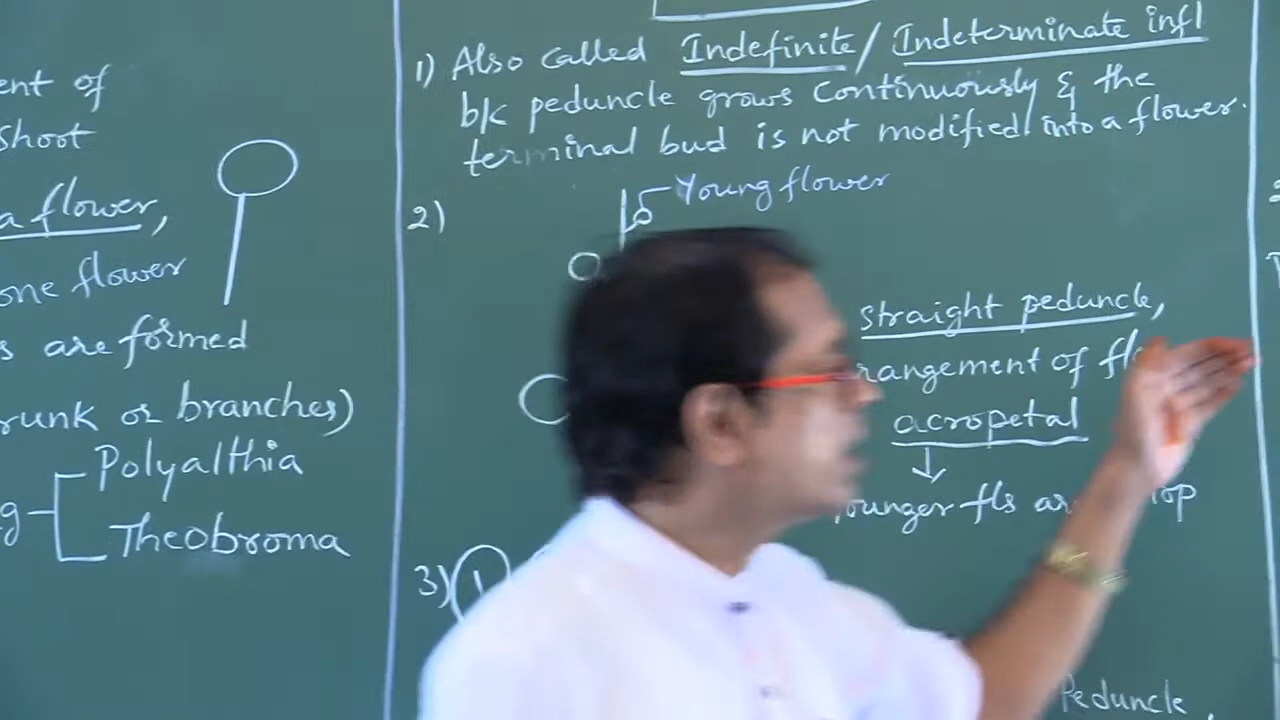 ent of
Shoot
a flower,
one flower
s are formed
runk or branches)
g
Polyalthia
Theobroma
1) Also called Indefinite / Indeterminate infl
b/c peduncle grows continuously & the
terminal bud is not modified into a flower.
2)
Young flower
straight peduncle,
rangement of fl
acropetal
ounger fls ar top
3) 1
Peduncle